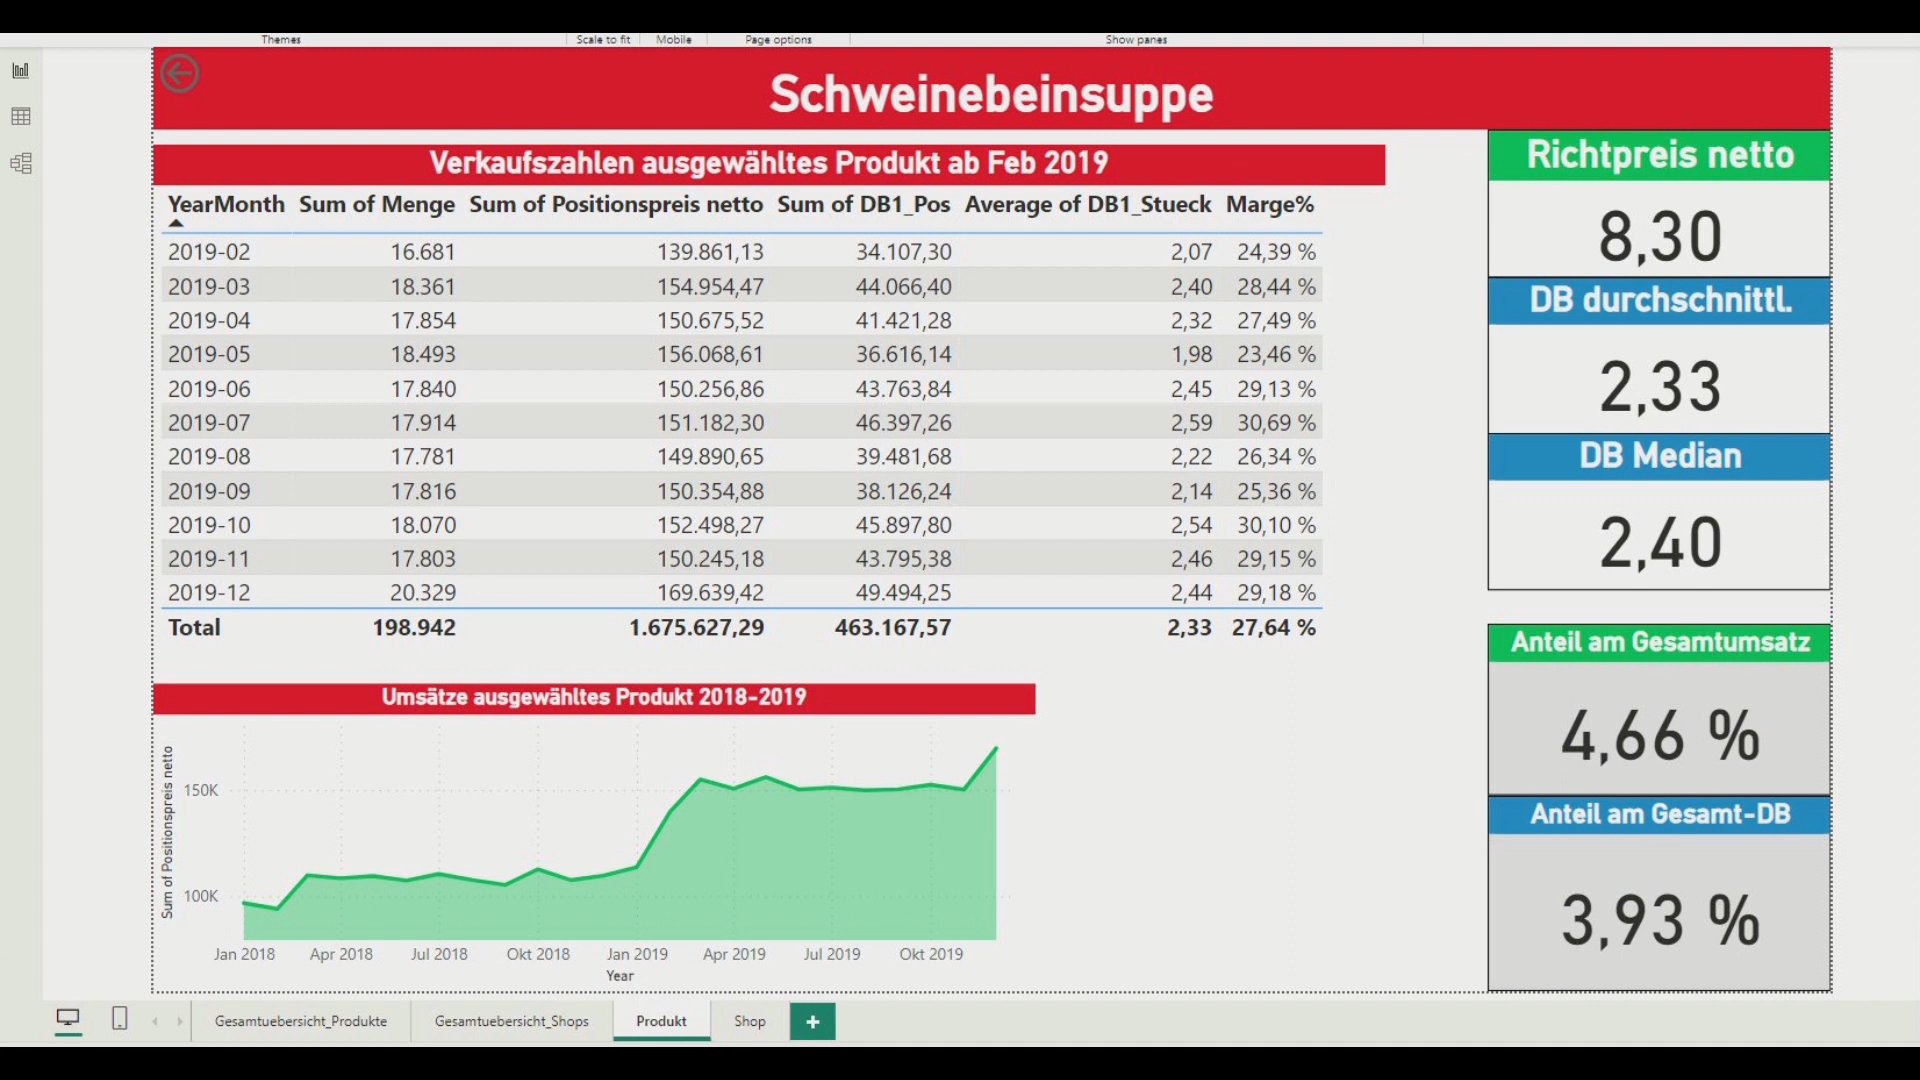 Themes Scale to fit Mobile Page options Show panes
Schweinebeinsuppe
Verkaufszahlen ausgewähltes Produkt ab Feb 2019
YearMonth Sum of Menge Sum of Positionspreis netto Sum of DB1_Pos Average of DB1_Stueck Marge%
2019-02 16.681 139.861,13 34.107,30 2,07 24,39 %
2019-03 18.361 154.954,47 44.066,40 2,40 28,44 %
2019-04 17.854 150.675,52 41.421,28 2,32 27,49 %
2019-05 18.493 156.068,61 36.616,14 1,98 23,46 %
2019-06 17.840 150.256,86 43.763,84 2,45 29,13 %
2019-07 17.914 151.182,30 46.397,26 2,59 30,69 %
2019-08 17.781 149.890,65 39.481,68 2,22 26,34 %
2019-09 17.816 150.354,88 38.126,24 2,14 25,36 %
2019-10 18.070 152.498,27 45.897,80 2,54 30,10 %
2019-11 17.803 150.245,18 43.795,38 2,46 29,15 %
2019-12 20.329 169.639,42 49.494,25 2,44 29,18 %
Total 198.942 1.675.627,29 463.167,57 2,33 27,64 %
Richtpreis netto
8,30
DB durchschnittl.
2,33
DB Median
2,40
Anteil am Gesamtumsatz
4,66 %
Anteil am Gesamt-DB
3,93 %
Umsätze ausgewähltes Produkt 2018-2019
Sum of Positionspreis netto
150K
100K
Jan 2018 Apr 2018 Jul 2018 Okt 2018 Jan 2019 Apr 2019 Jul 2019 Okt 2019
Year
Gesamtuebersicht_Produkte Gesamtuebersicht_Shops Produkt Shop +